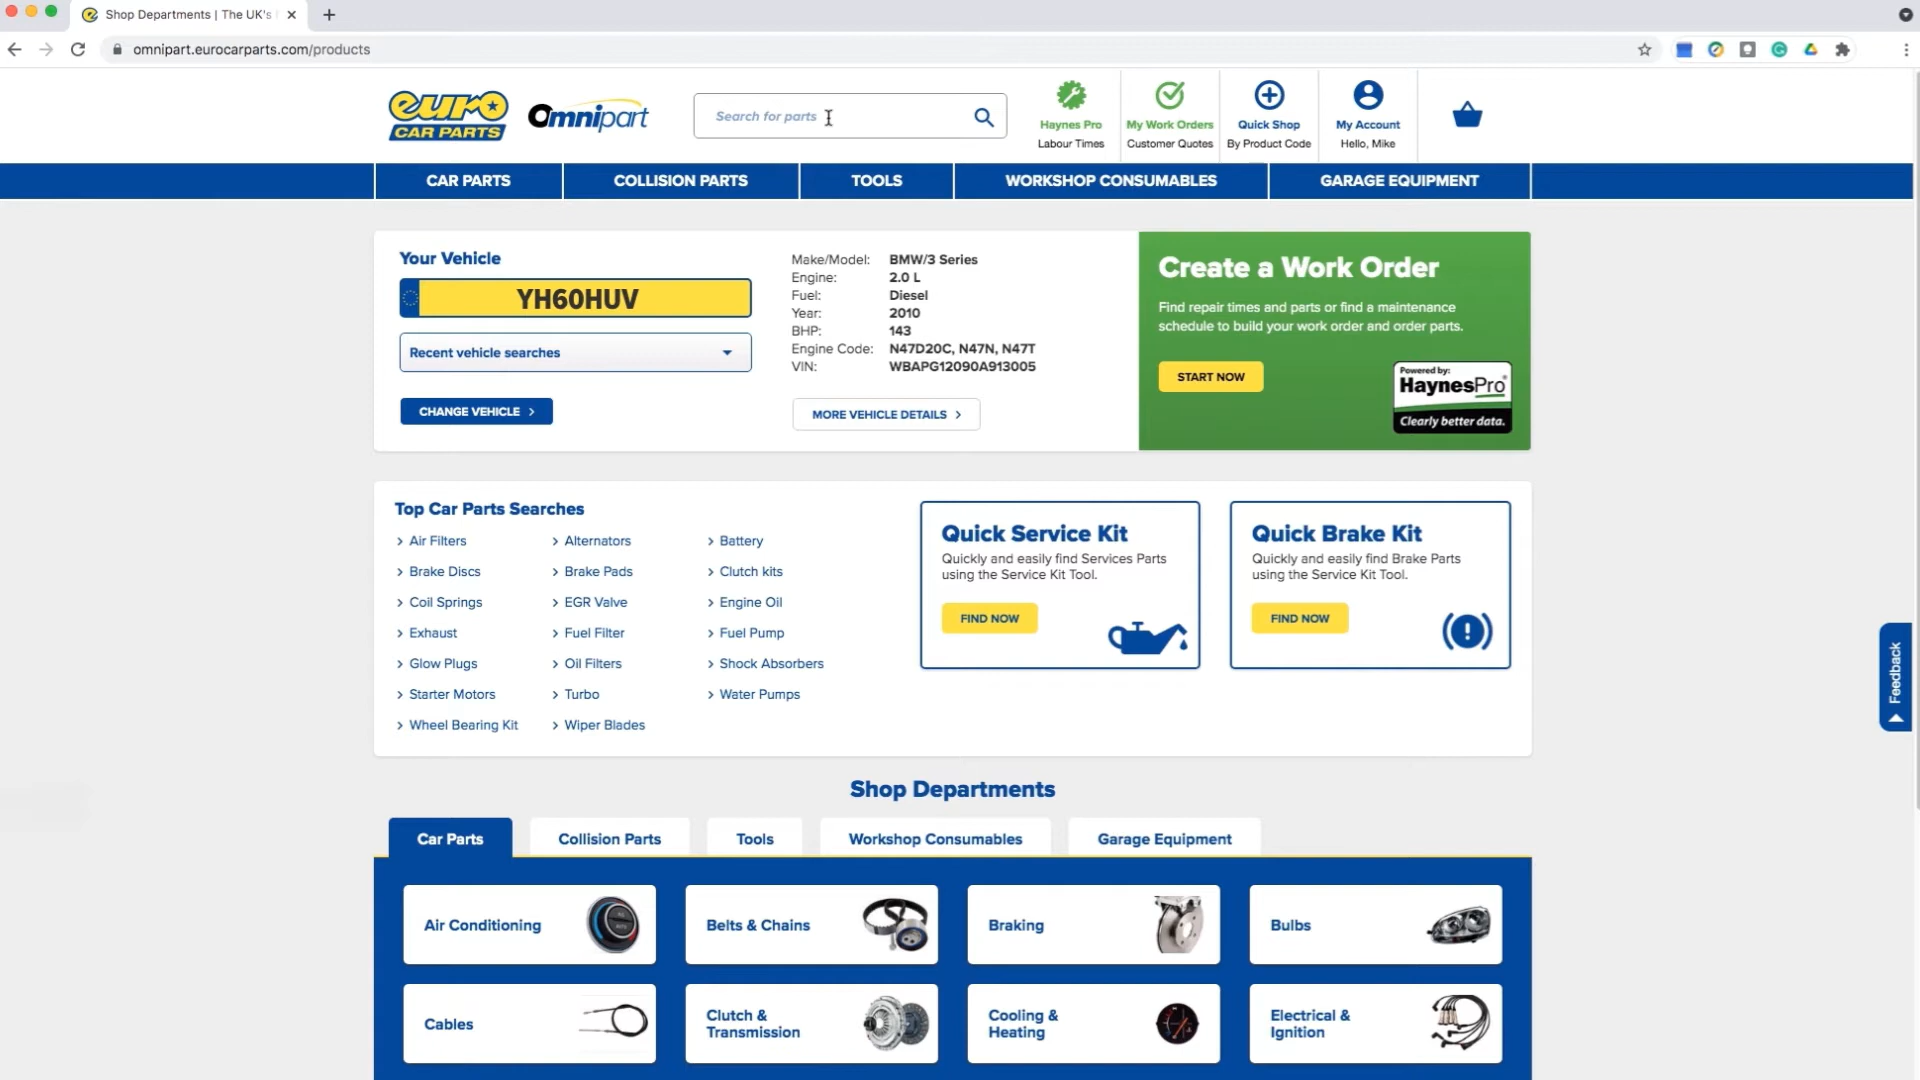 Shop Departments | The UK's
omnipart.eurocarparts.com/products
euro
CAR PARTS
Omnipart
Search for parts
Haynes Pro
Labour Times
My Work Orders
Customer Quotes
Quick Shop
By Product Code
My Account
Hello, Mike
CAR PARTS
COLLISION PARTS
TOOLS
WORKSHOP CONSUMABLES
GARAGE EQUIPMENT
Your Vehicle
YH60HUV
Recent vehicle searches
CHANGE VEHICLE
Make/Model: BMW/3 Series
Engine: 2.0 L
Fuel: Diesel
Year: 2010
BHP: 143
Engine Code: N47D20C, N47N, N47T
VIN: WBAPG12090A913005
MORE VEHICLE DETAILS
Create a Work Order
Find repair times and parts or find a maintenance
schedule to build your work order and order parts.
START NOW
Powered by:
HaynesPro
Clearly better data.
Top Car Parts Searches
Air Filters
Alternators
Battery
Brake Discs
Brake Pads
Clutch kits
Coil Springs
EGR Valve
Engine Oil
Exhaust
Fuel Filter
Fuel Pump
Glow Plugs
Oil Filters
Shock Absorbers
Starter Motors
Turbo
Water Pumps
Wheel Bearing Kit
Wiper Blades
Quick Service Kit
Quickly and easily find Services Parts
using the Service Kit Tool.
FIND NOW
Quick Brake Kit
Quickly and easily find Brake Parts
using the Service Kit Tool.
FIND NOW
Feedback
Shop Departments
Car Parts
Collision Parts
Tools
Workshop Consumables
Garage Equipment
Air Conditioning
Belts & Chains
Braking
Bulbs
Cables
Clutch &
Transmission
Cooling &
Heating
Electrical &
Ignition